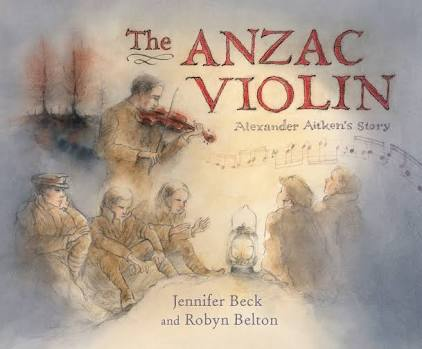 The ANZAC
VIOLIN
Alexander Aitken's Story
Jennifer Beck
and Robyn Belton